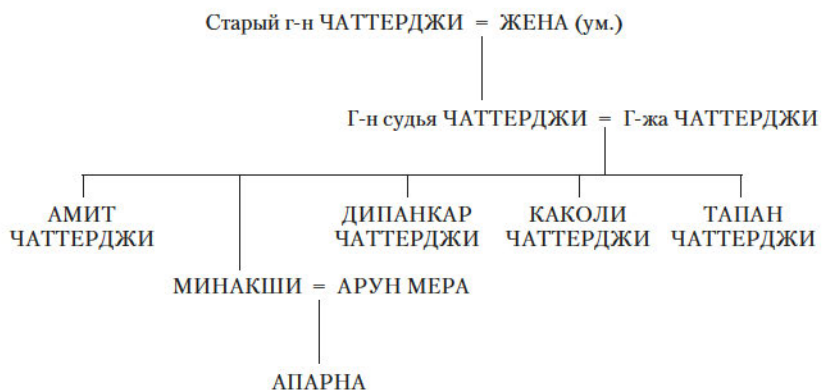 Старый г-н ЧАТТЕРДЖИ = ЖЕНА (ум.)
Г-н судья ЧАТТЕРДЖИ = Г-жа ЧАТТЕРДЖИ
АМИТ ЧАТТЕРДЖИ
ДИПАНКАР ЧАТТЕРДЖИ
КАКОЛИ ЧАТТЕРДЖИ
ТАПАН ЧАТТЕРДЖИ
МИНАКШИ = АРУН МЕРА
АПАРНА